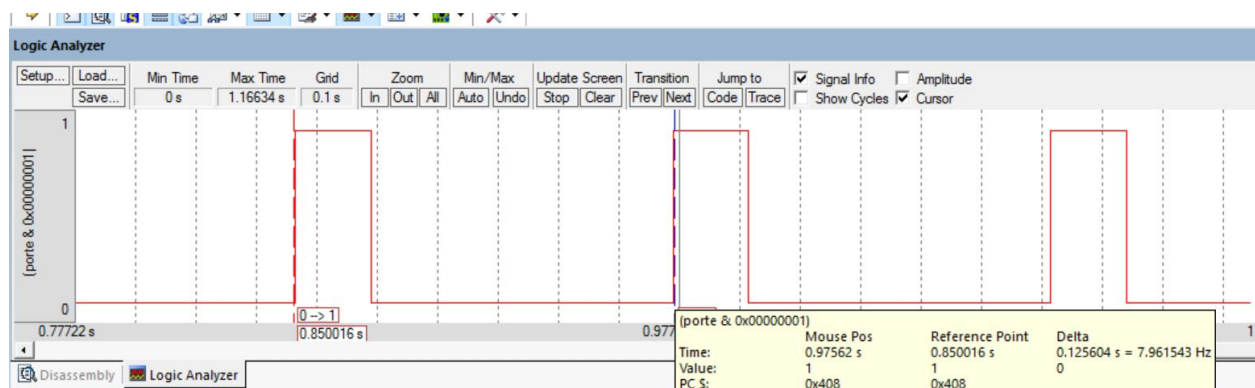 Logic Analyzer
Setup... Load... Min Time Max Time Grid Zoom Min/Max Update Screen Transition Jump to Signal Info Amplitude
Save... 0 s 1.16634 s 0.1 s In Out All Auto Undo Stop Clear Prev Next Code Trace Show Cycles Cursor
1
(porte & 0x00000001)
0
0 --> 1
0.77722 s 0.850016 s 0.977
(porte & 0x00000001)
Mouse Pos Reference Point Delta
Time: 0.97562 s 0.850016 s 0.125604 s = 7.961543 Hz
Value: 1 1 0
PC $: 0x408 0x408
Disassembly Logic Analyzer